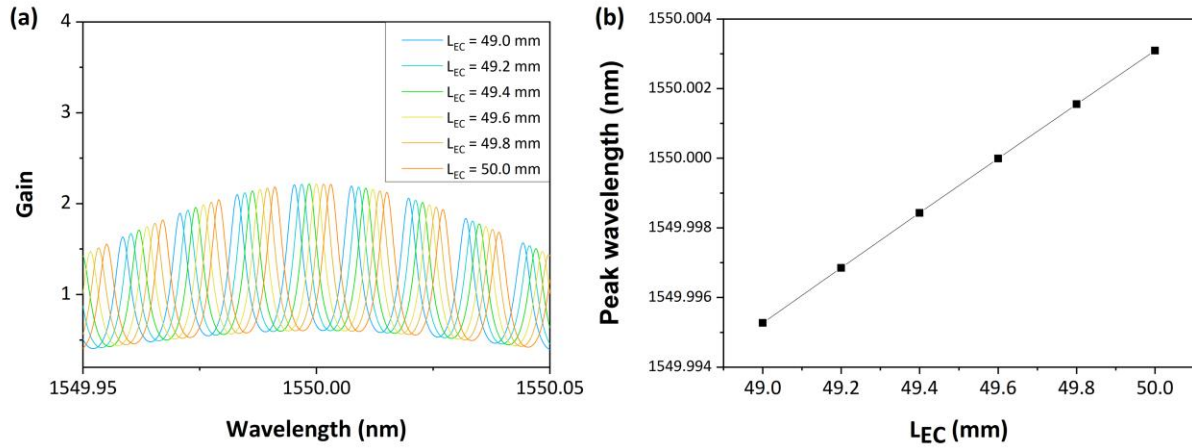 (a)
4
3
2
1
Gain
1549.95
1550.00
1550.05
Wavelength (nm)
L_EC = 49.0 mm
L_EC = 49.2 mm
L_EC = 49.4 mm
L_EC = 49.6 mm
L_EC = 49.8 mm
L_EC = 50.0 mm
(b)
1550.004
1550.002
1550.000
1549.998
1549.996
1549.994
Peak wavelength (nm)
49.0
49.2
49.4
49.6
49.8
50.0
L_EC (mm)